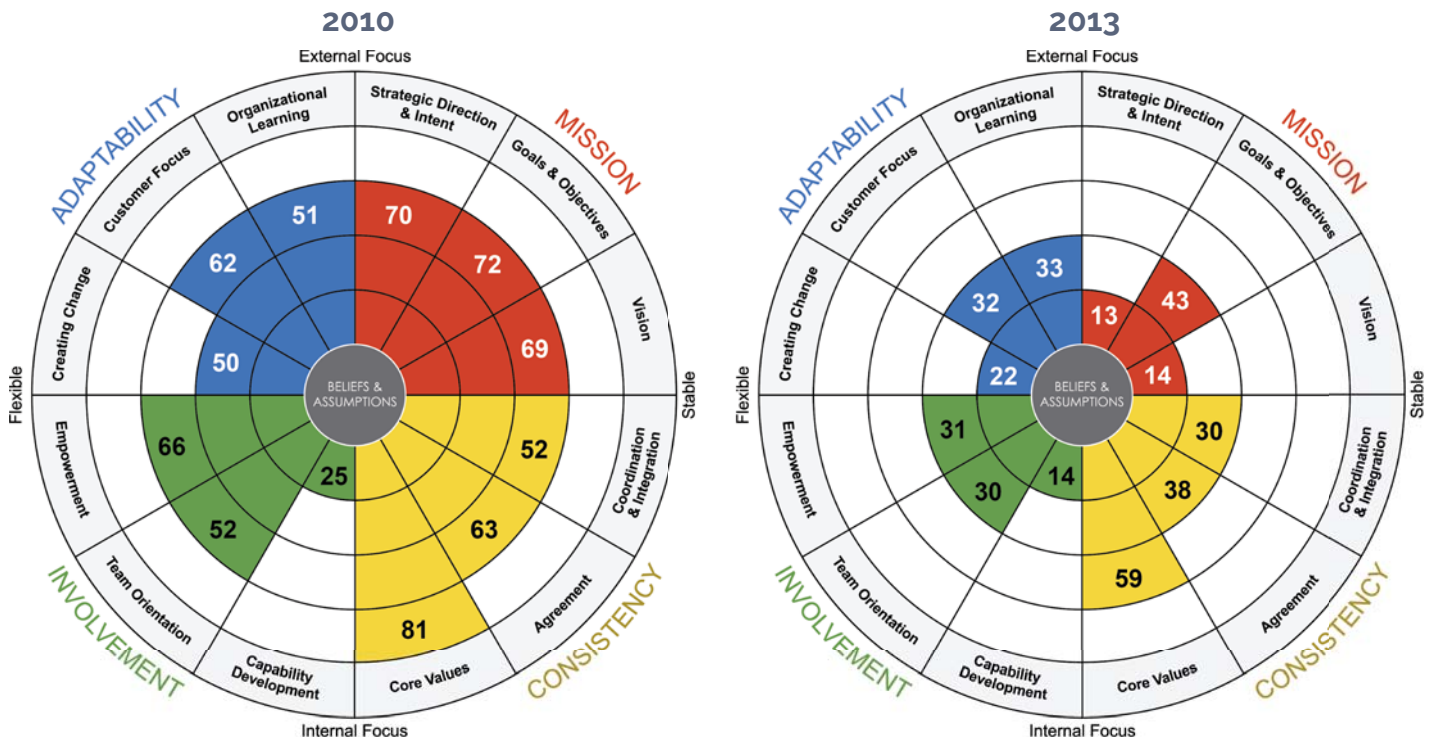 2010
External Focus
ADAPTABILITY
MISSION
Organizational
Learning
Strategic Direction
& Intent
Customer Focus
Goals & Objectives
Creating Change
Vision
51
70
62
72
50
69
Flexible
BELIEFS &
ASSUMPTIONS
Stable
66
52
25
52
63
81
Empowerment
Coordination
& Integration
Team Orientation
Agreement
Capability
Development
Core Values
INVOLVEMENT
CONSISTENCY
Internal Focus
2013
External Focus
ADAPTABILITY
MISSION
Organizational
Learning
Strategic Direction
& Intent
Customer Focus
Goals & Objectives
Creating Change
Vision
33
13
32
43
22
14
Flexible
BELIEFS &
ASSUMPTIONS
Stable
31
30
14
30
38
59
Empowerment
Coordination
& Integration
Team Orientation
Agreement
Capability
Development
Core Values
INVOLVEMENT
CONSISTENCY
Internal Focus